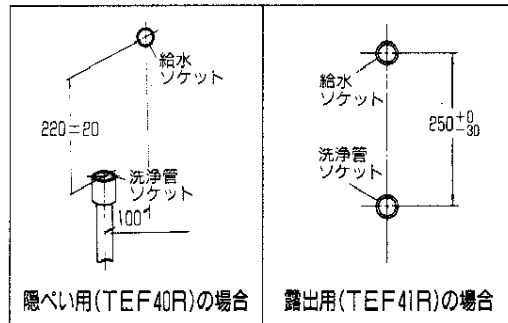 給水
ソケット
220±20
洗浄管
ソケット
100
隠ぺい用(TEF40R)の場合
給水
ソケット
250 +0 -30
洗浄管
ソケット
露出用(TEF41R)の場合